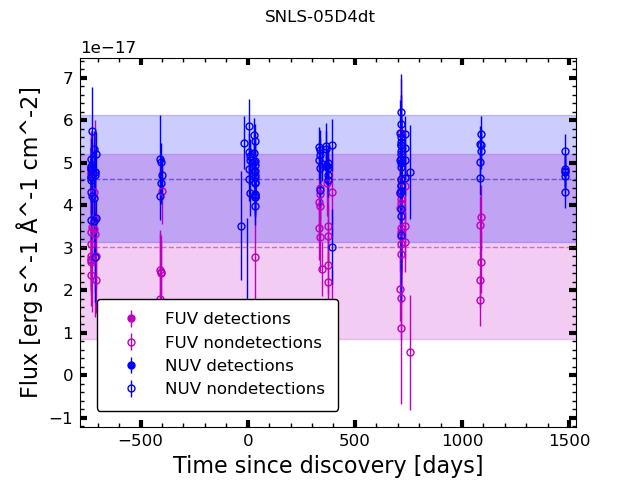 SNLS-05D4dt
1e−17
7
6
5
4
3
2
1
0
−1
Flux [erg s^-1 Å^-1 cm^-2]
FUV detections
FUV nondetections
NUV detections
NUV nondetections
−500
0
500
1000
1500
Time since discovery [days]